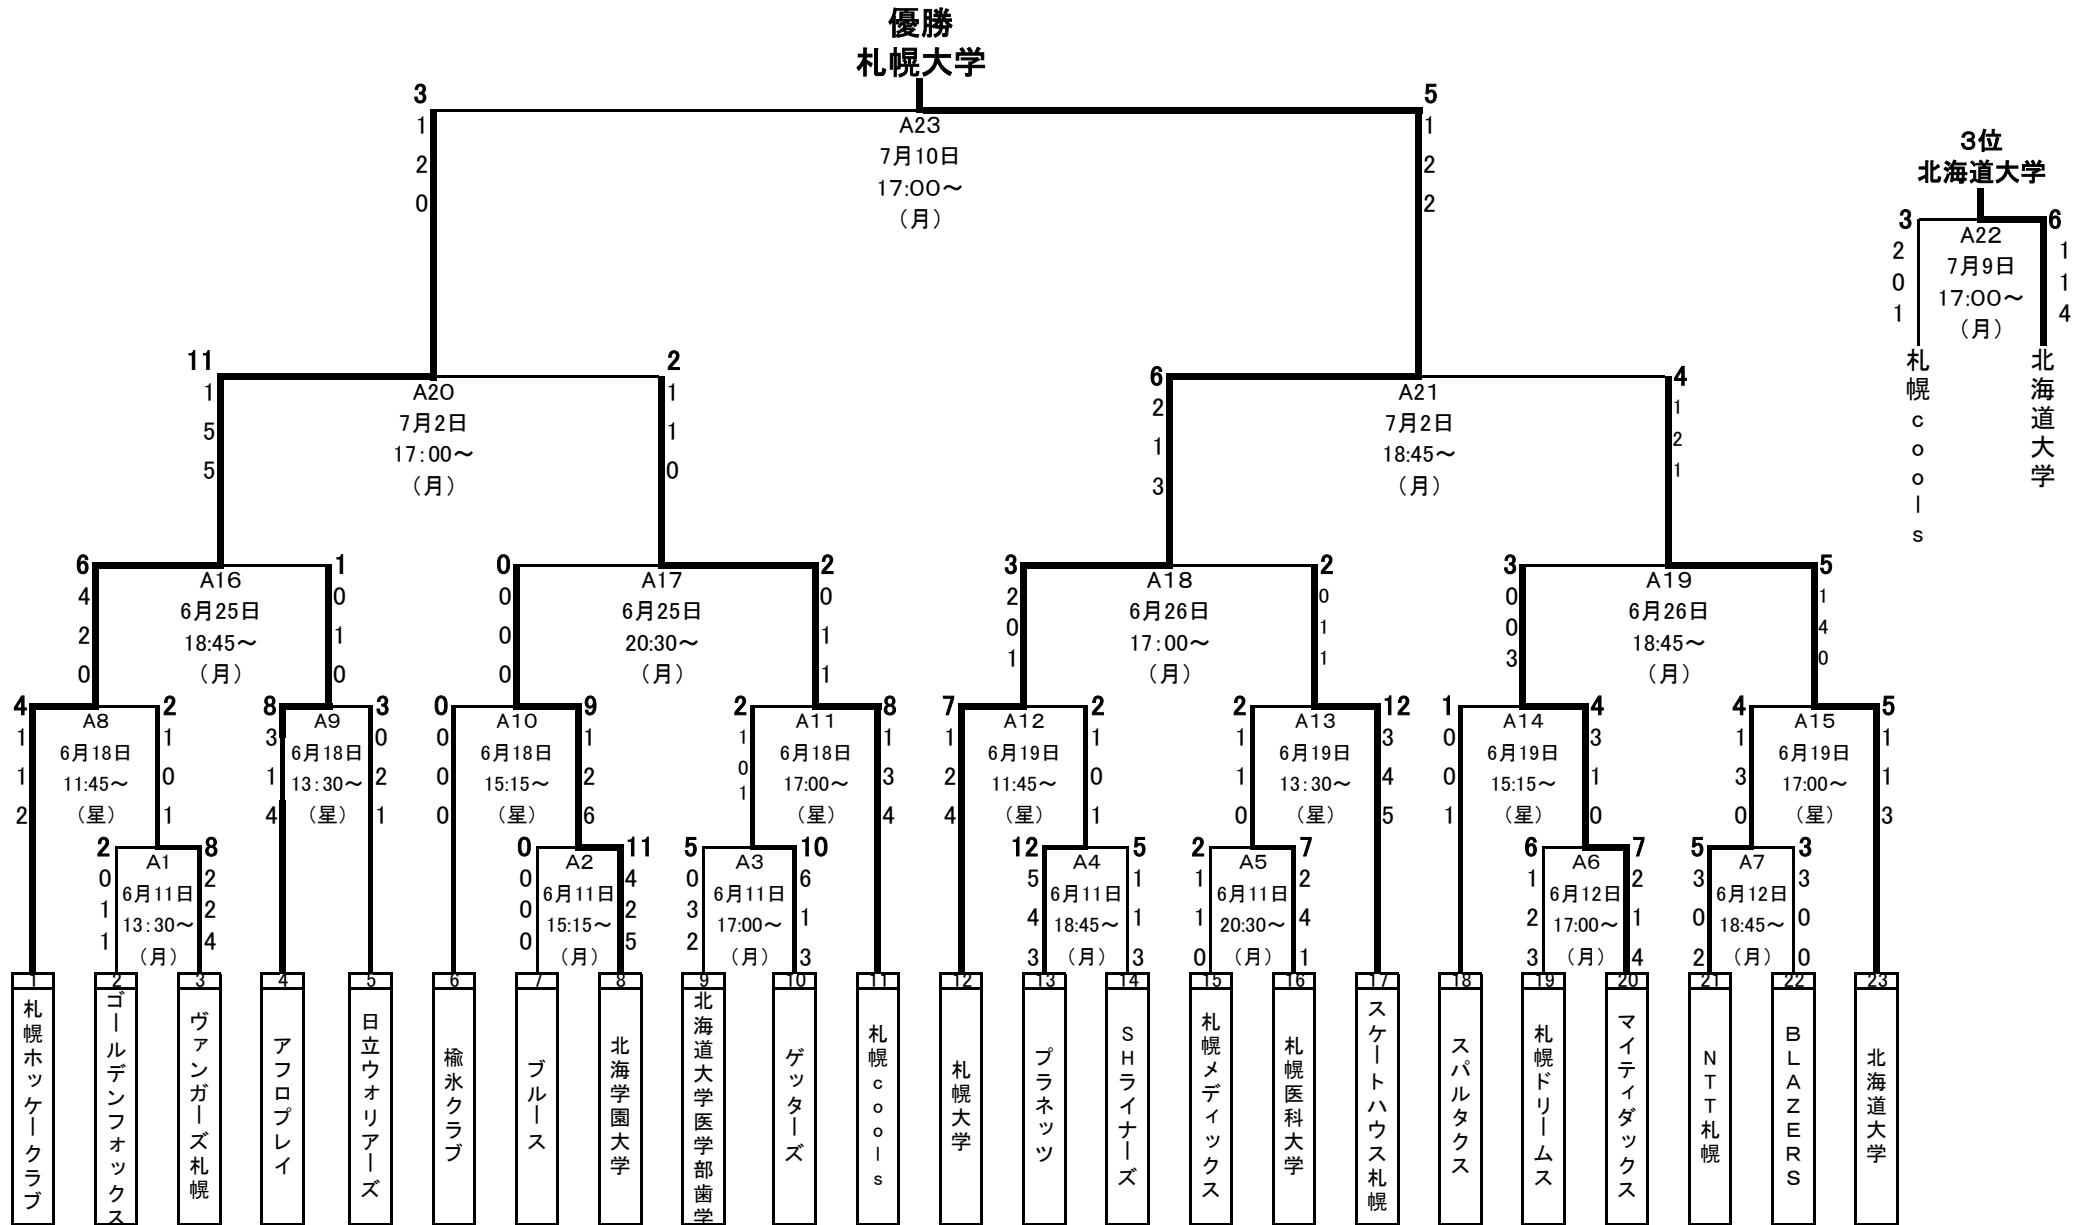 優勝
札幌大学
3
5
1
2
0
A23
7月10日
17:00～
（月）
1
2
2
3位
北海道大学
3
6
2
0
1
A22
7月9日
17:00～
（月）
1
1
4
札幌cools
北海道大学
11
2
1
5
5
A20
7月2日
17:00～
（月）
1
1
0
6
4
2
1
3
A21
7月2日
18:45～
（月）
1
2
1
6
1
4
2
0
A16
6月25日
18:45～
（月）
0
1
0
0
2
0
0
0
A17
6月25日
20:30～
（月）
0
1
1
3
2
2
0
1
A18
6月26日
17:00～
（月）
0
1
1
3
5
0
0
3
A19
6月26日
18:45～
（月）
1
4
0
4
2
1
1
2
A8
6月18日
11:45～
（星）
1
0
1
8
3
3
1
4
A9
6月18日
13:30～
（星）
0
2
1
0
9
0
0
0
A10
6月18日
15:15～
（星）
1
2
6
2
8
1
0
1
A11
6月18日
17:00～
（星）
1
3
4
7
2
1
2
4
A12
6月19日
11:45～
（星）
1
0
1
2
12
1
1
0
A13
6月19日
13:30～
（星）
3
4
5
1
4
0
0
1
A14
6月19日
15:15～
（星）
3
1
0
4
5
1
3
0
A15
6月19日
17:00～
（星）
1
1
3
2
8
0
1
1
A1
6月11日
13:30～
（月）
2
2
4
0
11
0
0
0
A2
6月11日
15:15～
（月）
4
2
5
5
10
0
3
2
A3
6月11日
17:00～
（月）
6
1
3
12
5
5
4
3
A4
6月11日
18:45～
（月）
1
1
3
2
7
1
1
0
A5
6月11日
20:30～
（月）
2
4
1
6
7
1
2
3
A6
6月12日
17:00～
（月）
2
1
4
5
3
3
0
2
A7
6月12日
18:45～
（月）
3
0
0
1
札幌ホッケークラブ
2
ゴールデンフォックス
3
ヴァンガーズ札幌
4
アフロプレイ
5
日立ウォリアーズ
6
楡氷クラブ
7
ブルース
8
北海学園大学
9
北海道大学医学部歯学
10
ゲッターズ
11
札幌cools
12
札幌大学
13
プラネッツ
14
SHライナーズ
15
札幌メディックス
16
札幌医科大学
17
スケートハウス札幌
18
スパルタクス
19
札幌ドリームス
20
マイティダックス
21
NTT札幌
22
BLAZERS
23
北海道大学